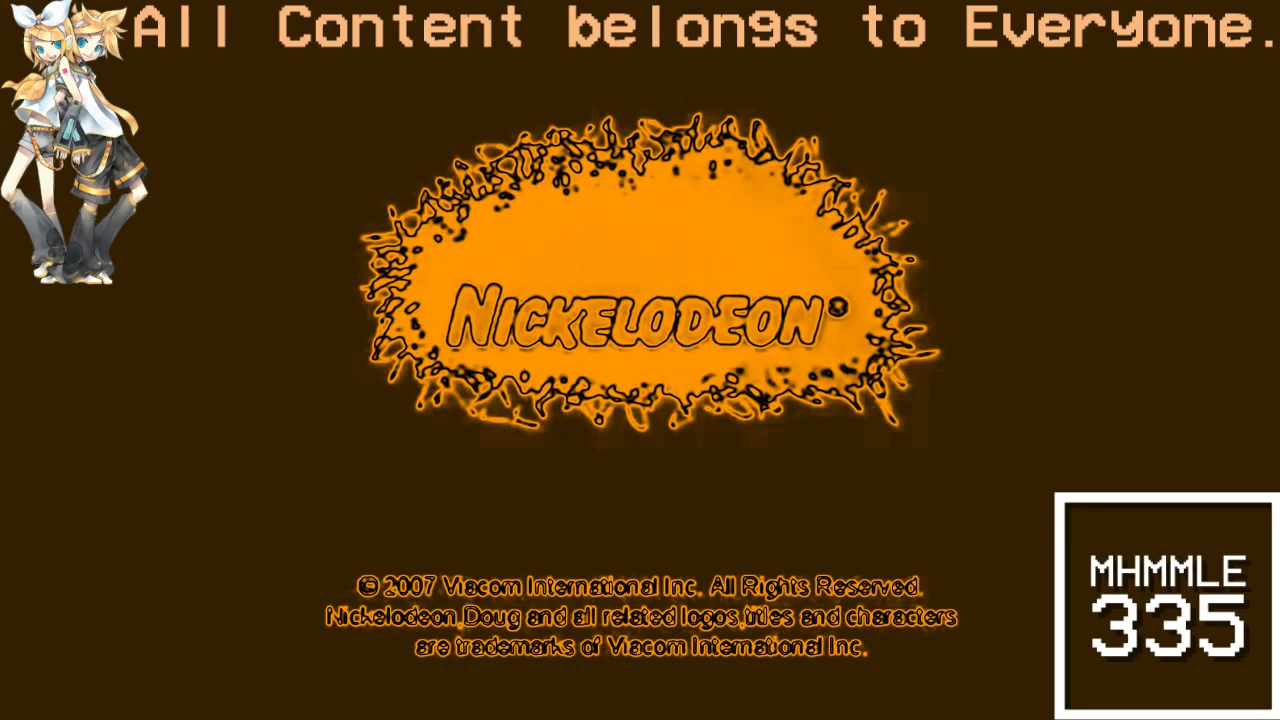 All Content belongs to Everyone.
NICKELODEON®
© 2007 Viacom International Inc. All Rights Reserved.
Nickelodeon,Doug and all related logos,titles and characters
are trademarks of Viacom International Inc.
MHMMLE
335